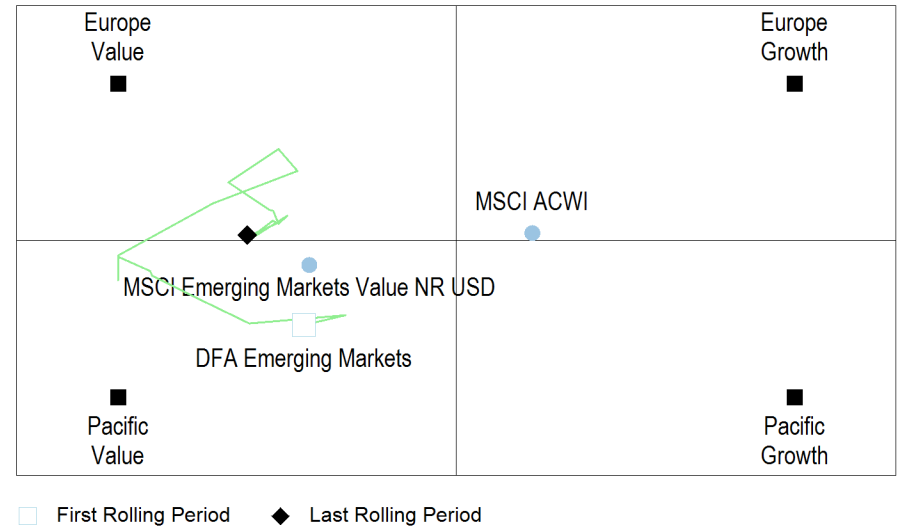 Europe
Value
Europe
Growth
MSCI ACWI
MSCI Emerging Markets Value NR USD
DFA Emerging Markets
Pacific
Value
Pacific
Growth
First Rolling Period
Last Rolling Period